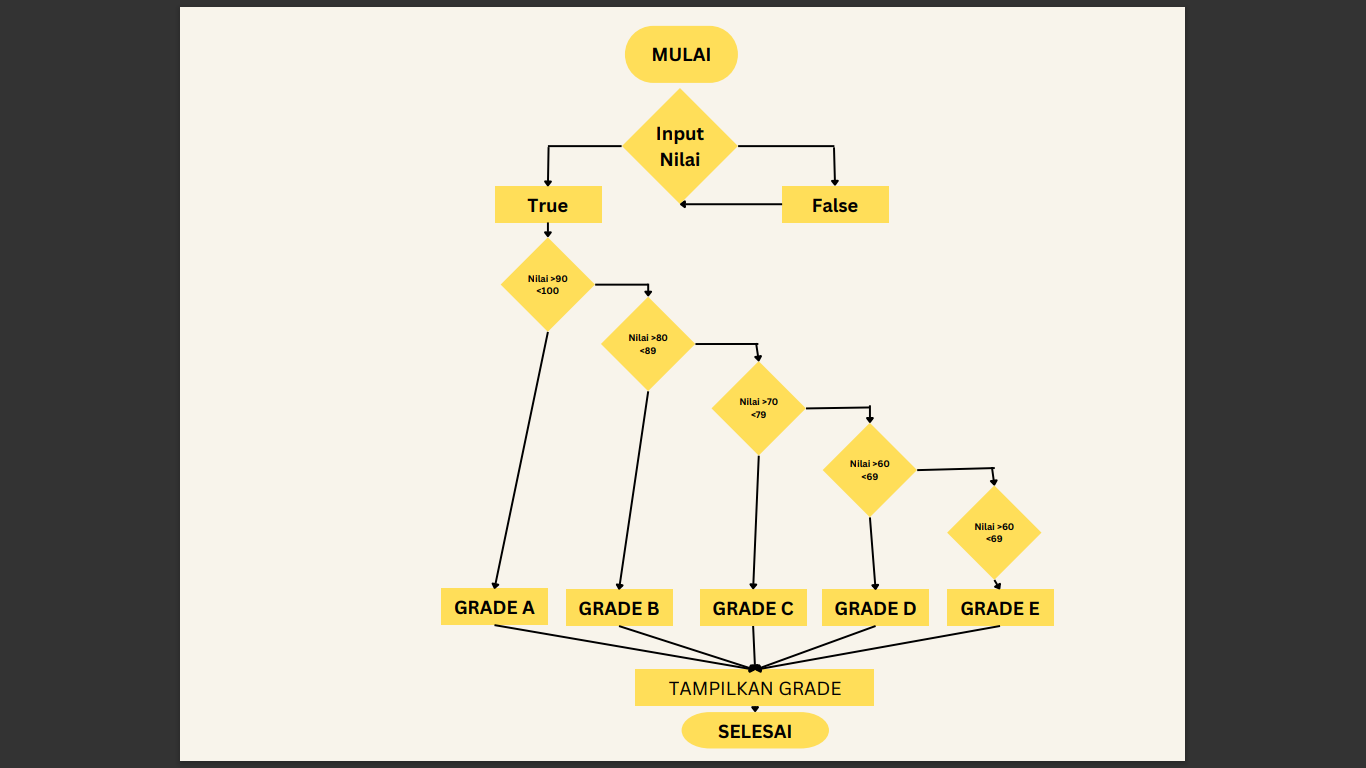 MULAI
Input
Nilai
True
False
Nilai >90
<100
Nilai >80
<89
Nilai >70
<79
Nilai >60
<69
Nilai >60
<69
GRADE A
GRADE B
GRADE C
GRADE D
GRADE E
TAMPILKAN GRADE
SELESAI